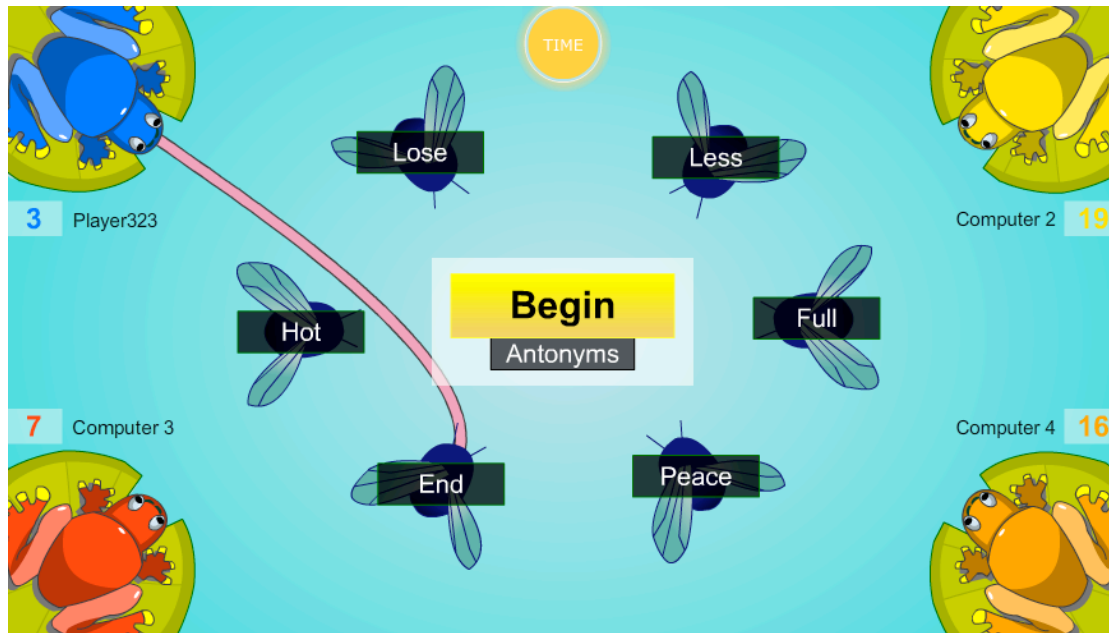 TIME
Lose
Less
3 Player323
Computer 2 19
Begin
Antonyms
Hot
Full
7 Computer 3
Computer 4 16
End
Peace